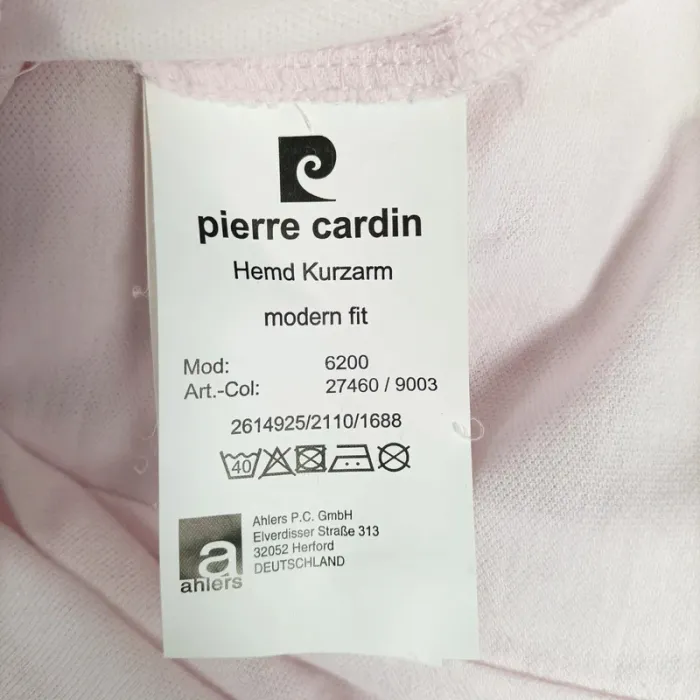 pierre cardin
Hemd Kurzarm
modern fit
Mod: 6200
Art.-Col: 27460 / 9003
2614925/2110/1688
40
a
ahlers
Ahlers P.C. GmbH
Elverdisser Straße 313
32052 Herford
DEUTSCHLAND